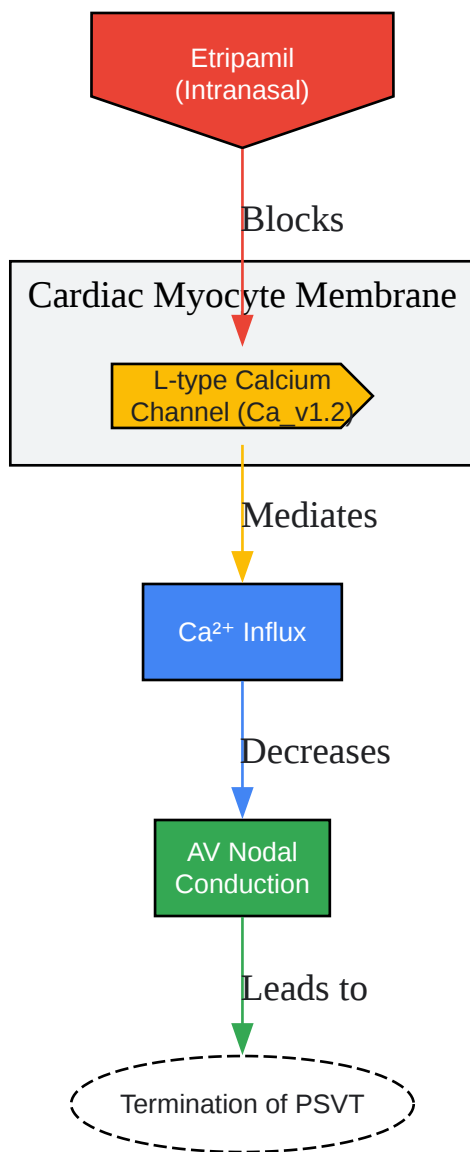 Etripamil
(Intranasal)
Blocks
Cardiac Myocyte Membrane
L-type Calcium
Channel (Ca_v1.2)
Mediates
Ca²⁺ Influx
Decreases
AV Nodal
Conduction
Leads to
Termination of PSVT